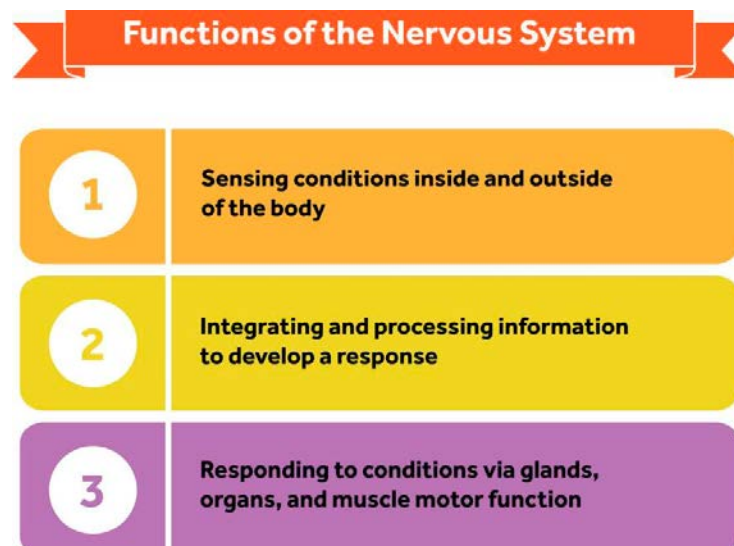 Functions of the Nervous System
1
Sensing conditions inside and outside
of the body
2
Integrating and processing information
to develop a response
3
Responding to conditions via glands,
organs, and muscle motor function